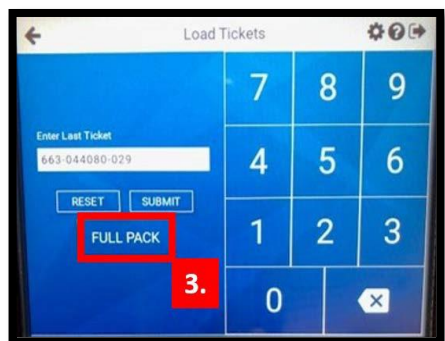 Load Tickets
7 8 9
Enter Last Ticket
663-044080-029
4 5 6
RESET SUBMIT
FULL PACK
1 2 3
3.
0